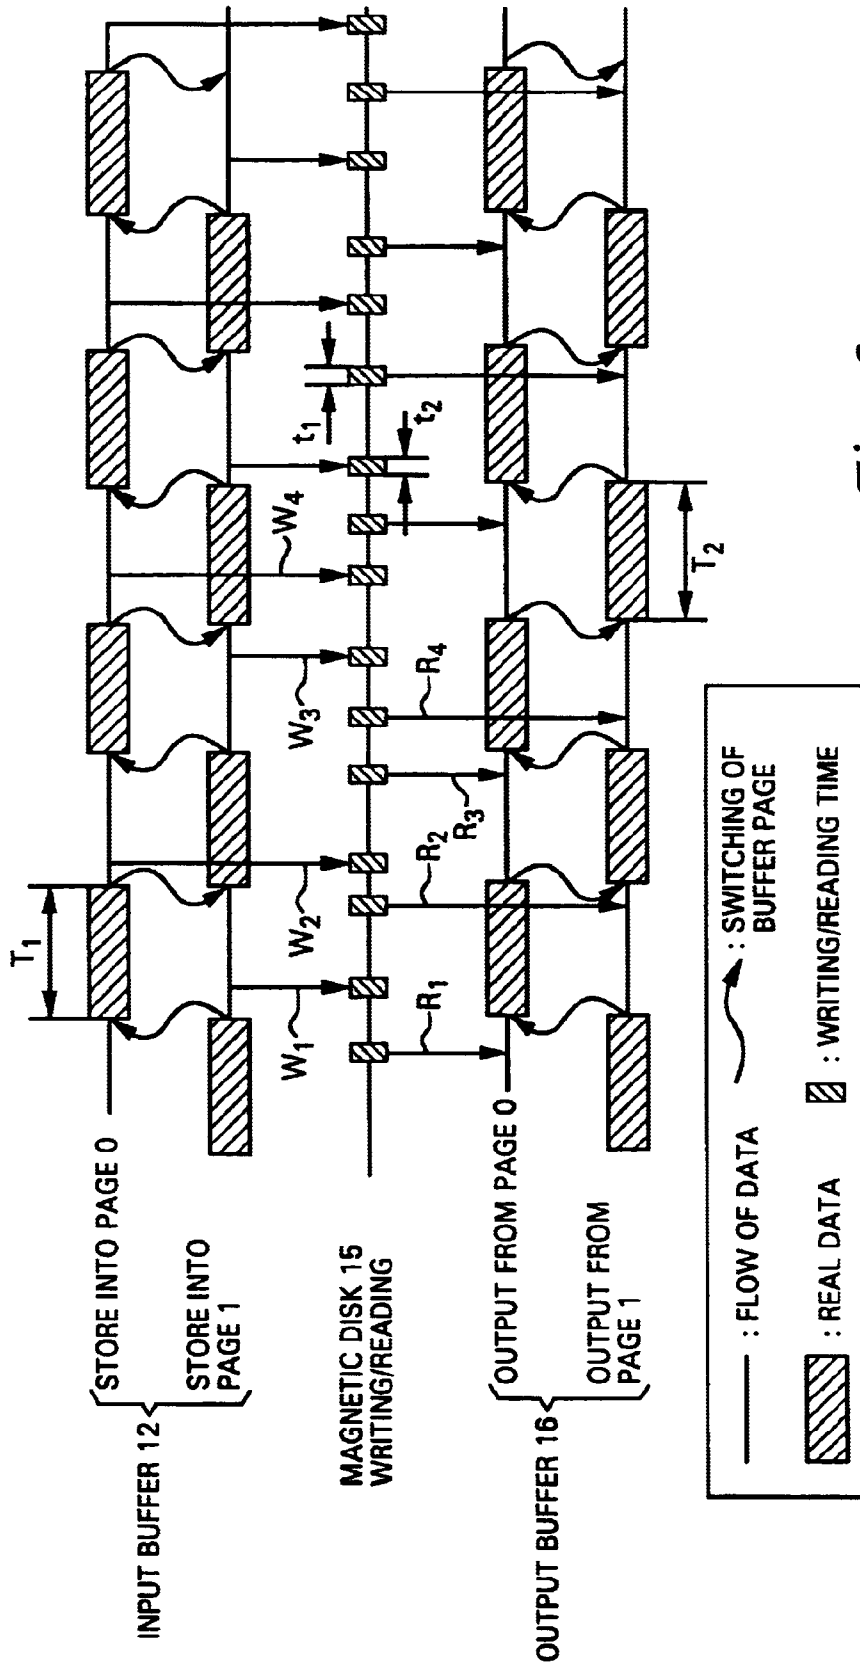 INPUT BUFFER 12
STORE INTO PAGE 0
STORE INTO
PAGE 1
T1
W1
W2
W3
W4
t1
t2
MAGNETIC DISK 15
WRITING/READING
R1
R2
R3
R4
OUTPUT BUFFER 16
OUTPUT FROM PAGE 0
OUTPUT FROM
PAGE 1
T2
: FLOW OF DATA
: SWITCHING OF
BUFFER PAGE
: REAL DATA
: WRITING/READING TIME